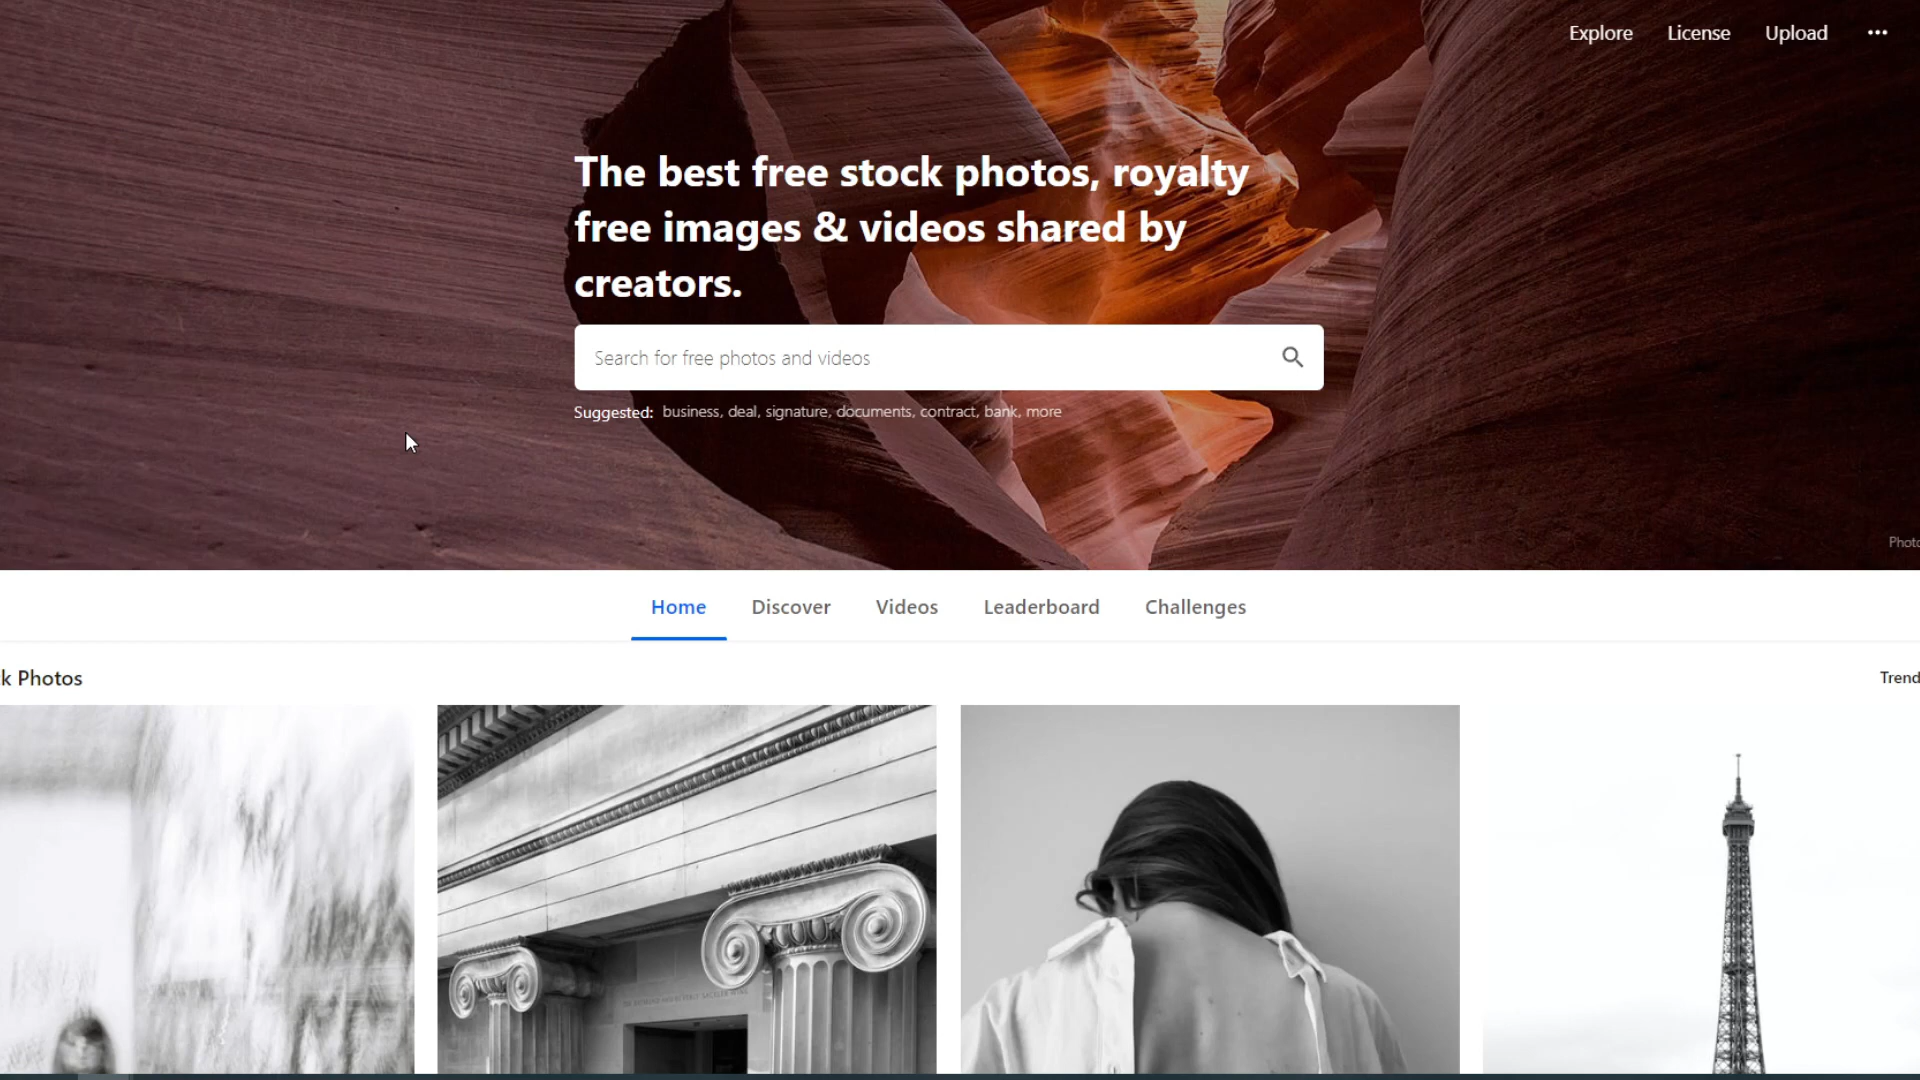 Explore License Upload
The best free stock photos, royalty
free images & videos shared by
creators.
Search for free photos and videos
Suggested: business, deal, signature, documents, contract, bank, more
Photo
Home Discover Videos Leaderboard Challenges
k Photos
Trend